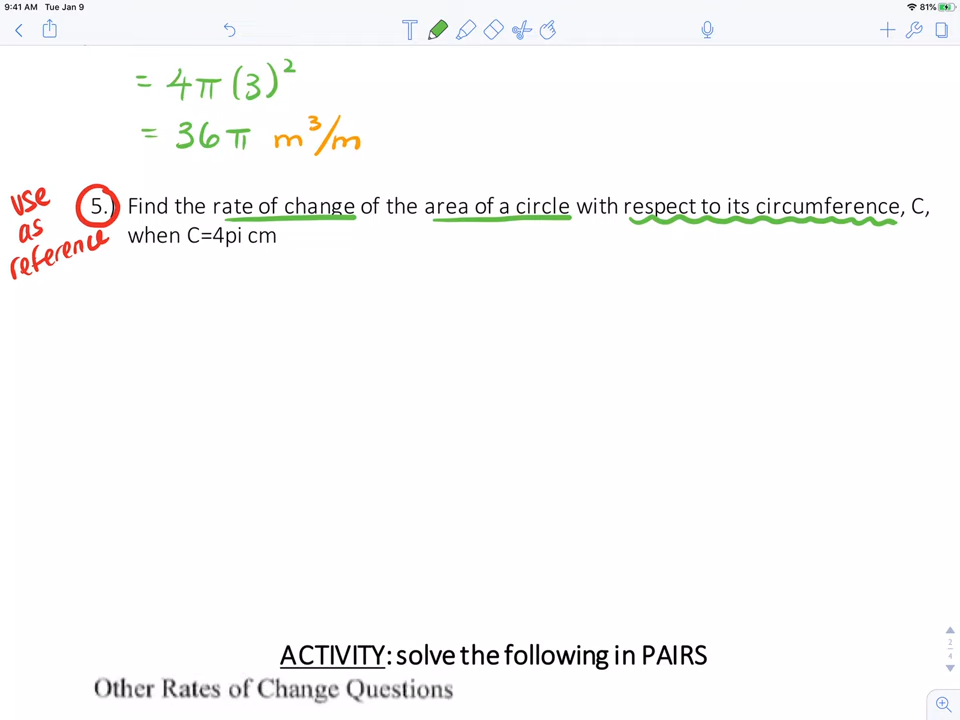 9:41 AM Tue Jan 9
81%
= 4π (3)²
= 36π m³/m
use
as
reference
5.) Find the rate of change of the area of a circle with respect to its circumference, C,
when C=4pi cm
2
4
ACTIVITY: solve the following in PAIRS
Other Rates of Change Questions